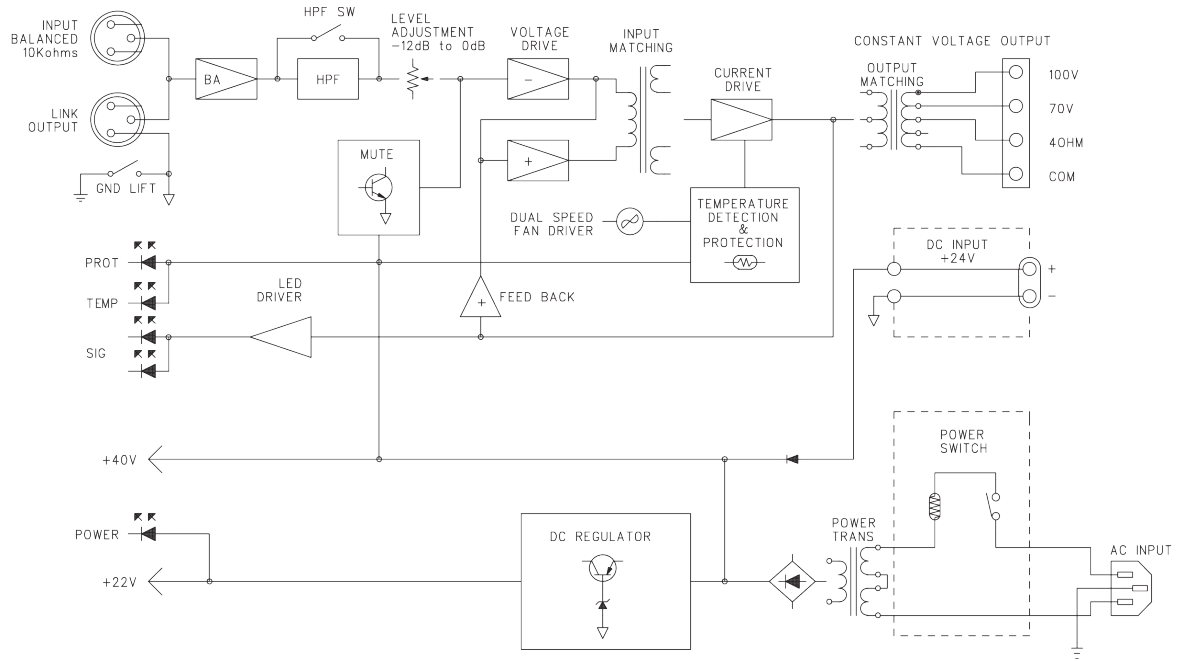 INPUT
BALANCED
10Kohms
LINK
OUTPUT
GND LIFT
BA
HPF SW
HPF
LEVEL
ADJUSTMENT
-12dB to 0dB
VOLTAGE
DRIVE
-
+
INPUT
MATCHING
CURRENT
DRIVE
CONSTANT VOLTAGE OUTPUT
OUTPUT
MATCHING
100V
70V
4OHM
COM
MUTE
DUAL SPEED
FAN DRIVER
TEMPERATURE
DETECTION
&
PROTECTION
DC INPUT
+24V
+
-
PROT
TEMP
SIG
LED
DRIVER
+
FEED BACK
+40V
POWER
SWITCH
POWER
+22V
DC REGULATOR
POWER
TRANS
AC INPUT